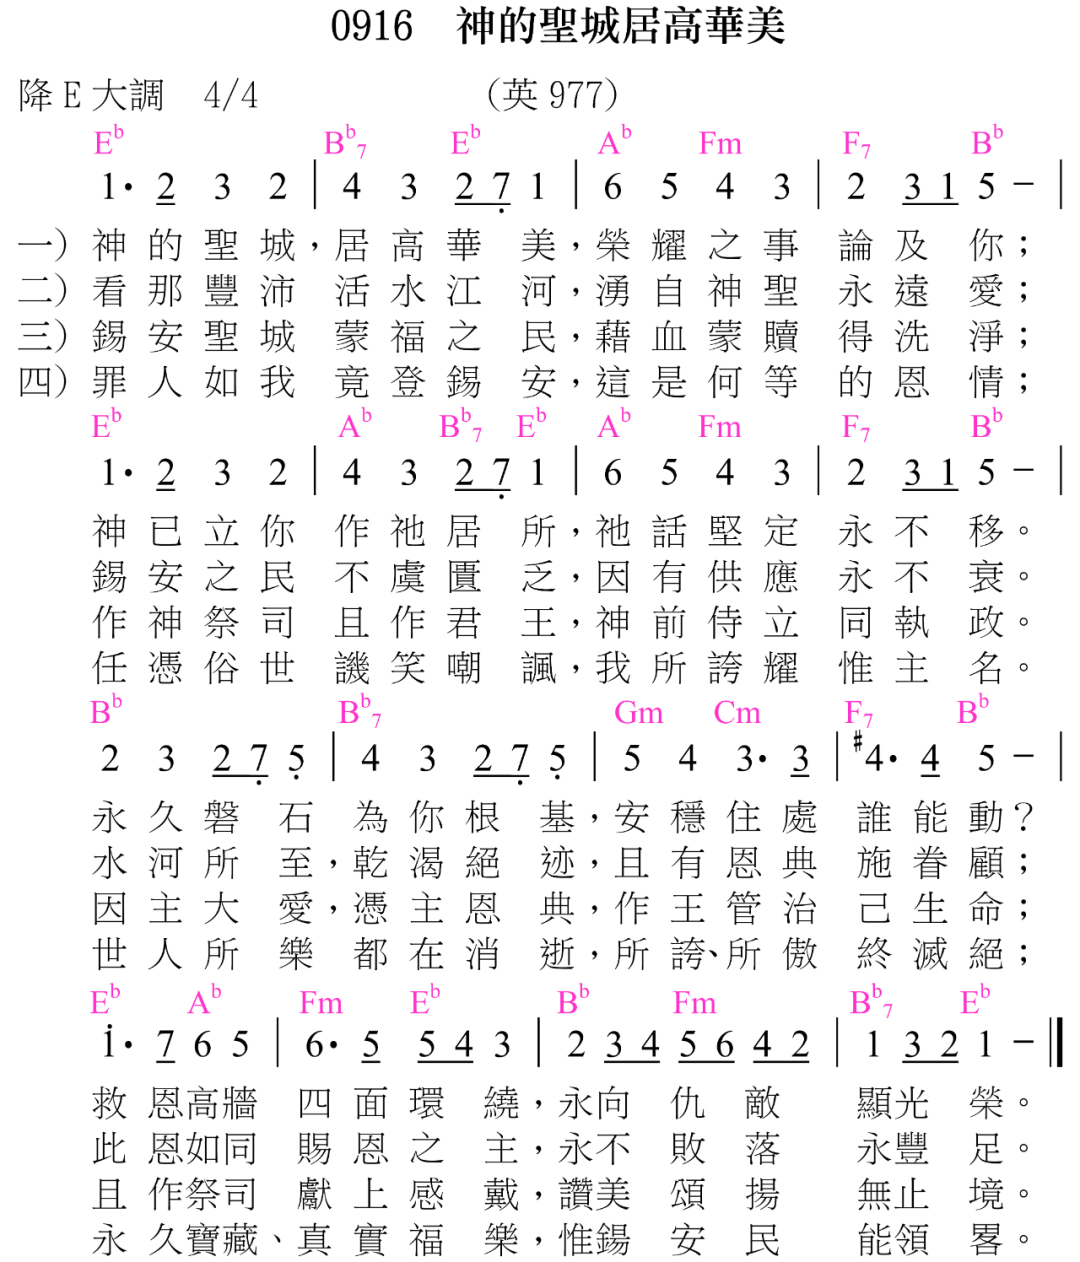 0916 神的聖城居高華美
降 E 大調 4/4 (英 977)
E♭ B♭7 E♭ A♭ Fm F7 B♭
1· 2 3 2 | 4 3 2 7 1 | 6 5 4 3 | 2 3 1 5 – |
一) 神的聖城，居高華美，榮耀之事論及你；
二) 看那豐沛活水江河，湧自神聖永遠愛；
三) 錫安聖城蒙福之民，藉血蒙贖得洗淨；
四) 罪人如我竟登錫安，這是何等的恩情；
E♭ A♭ B♭7 E♭ A♭ Fm F7 B♭
1· 2 3 2 | 4 3 2 7 1 | 6 5 4 3 | 2 3 1 5 – |
神已立你作祂居所，祂話堅定永不移。
錫安之民不虞匱乏，因有供應永不衰。
作神祭司且作君王，神前侍立同執政。
任憑俗世譏笑嘲諷，我所誇耀惟主名。
B♭ B♭7 Gm Cm F7 B♭
2 3 2 7 5 | 4 3 2 7 5 | 5 4 3· 3 | #4· 4 5 – |
永久磐石為你根基，安穩住處誰能動？
水河所至，乾渴絕迹，且有恩典施眷顧；
因主大愛，憑主恩典，作王管治己生命；
世人所樂都在消逝，所誇、所傲終滅絕；
E♭ A♭ Fm E♭ B♭ Fm B♭7 E♭
1· 7 6 5 | 6· 5 5 4 3 | 2 3 4 5 6 4 2 | 1 3 2 1 – ‖
救恩高牆四面環繞，永向仇敵顯光榮。
此恩如同賜恩之主，永不敗落永豐足。
且作祭司獻上感戴，讚美頌揚無止境。
永久寶藏、真實福樂，惟鍚安民能領畧。